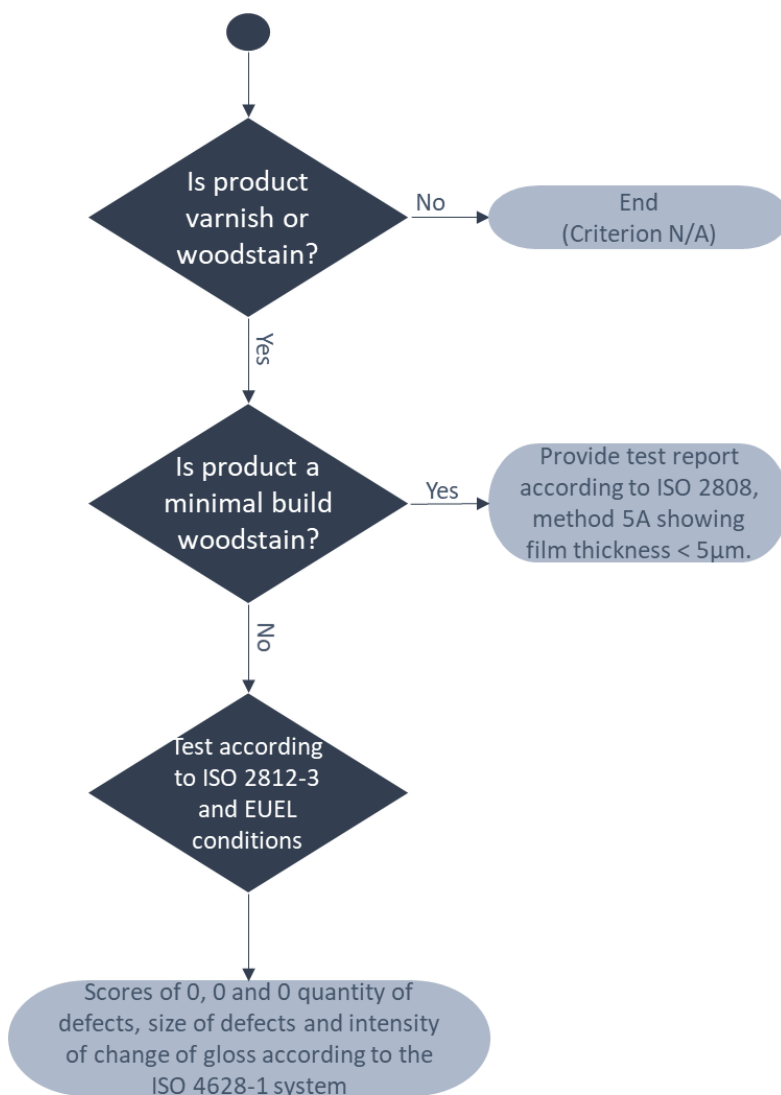 Is product
varnish or
woodstain?
No
End
(Criterion N/A)
Yes
Is product a
minimal build
woodstain?
Yes
Provide test report
according to ISO 2808,
method 5A showing
film thickness < 5µm.
No
Test according
to ISO 2812-3
and EUEL
conditions
Scores of 0, 0 and 0 quantity of
defects, size of defects and intensity
of change of gloss according to the
ISO 4628-1 system